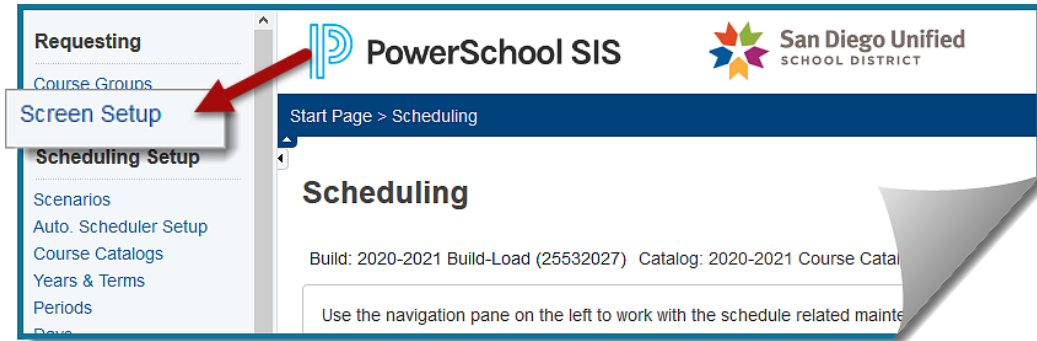 Requesting
Course Groups
Screen Setup
Scheduling Setup
Scenarios
Auto. Scheduler Setup
Course Catalogs
Years & Terms
Periods
Days
PowerSchool SIS
San Diego Unified
SCHOOL DISTRICT
Start Page > Scheduling
Scheduling
Build: 2020-2021 Build-Load (25532027) Catalog: 2020-2021 Course Catal
Use the navigation pane on the left to work with the schedule related mainte